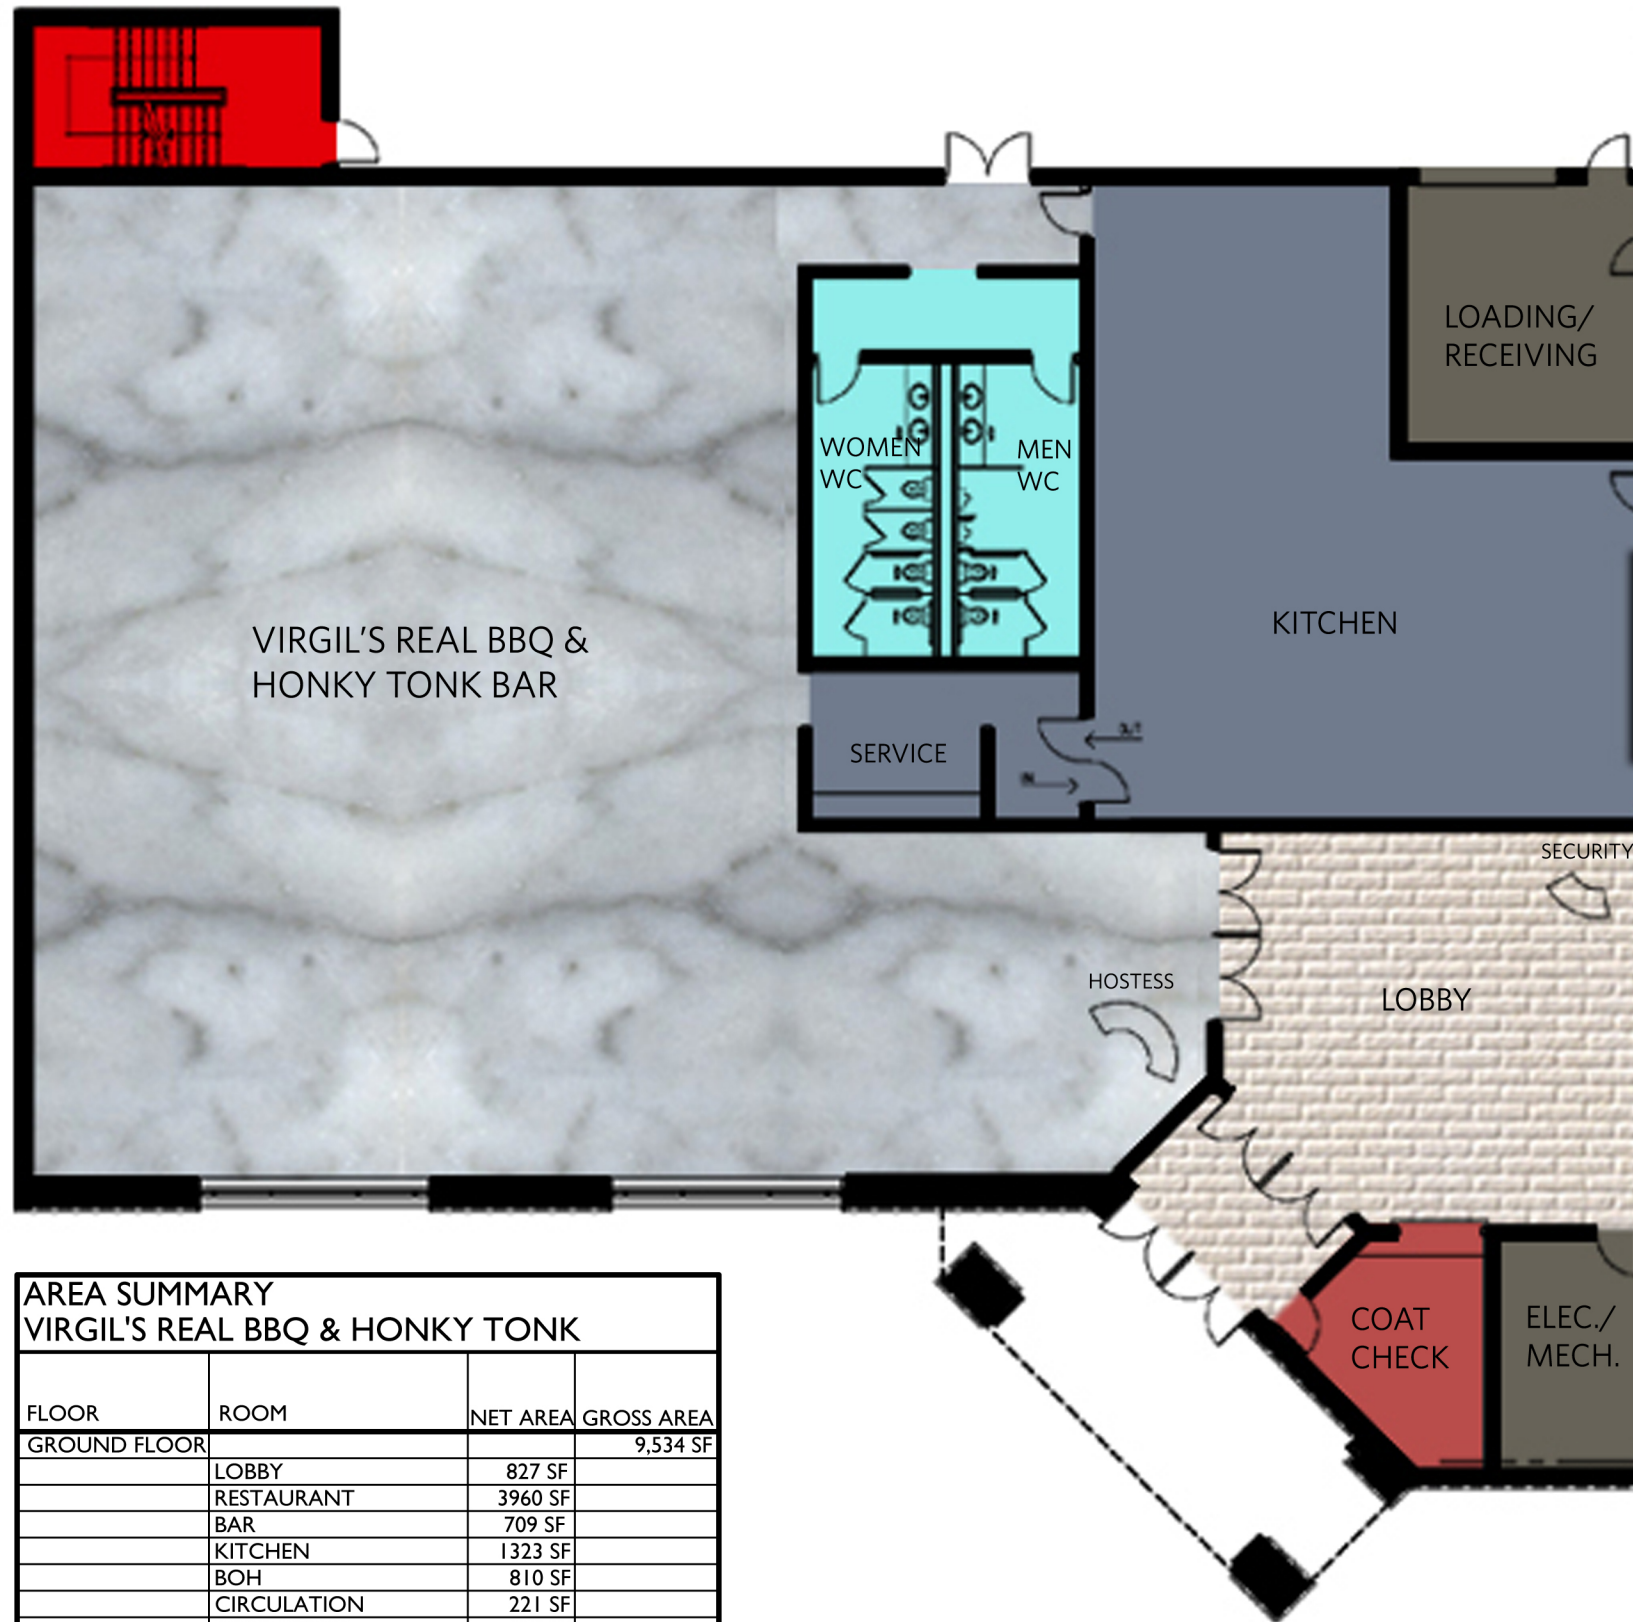 LOADING/
RECEIVING
WOMEN
WC
MEN
WC
KITCHEN
VIRGIL'S REAL BBQ &
HONKY TONK BAR
SERVICE
OUT
IN
SECURITY
HOSTESS
LOBBY
COAT
CHECK
ELEC./
MECH.
AREA SUMMARY
VIRGIL'S REAL BBQ & HONKY TONK
FLOOR ROOM NET AREA GROSS AREA
GROUND FLOOR 9,534 SF
LOBBY 827 SF
RESTAURANT 3960 SF
BAR 709 SF
KITCHEN 1323 SF
BOH 810 SF
CIRCULATION 221 SF